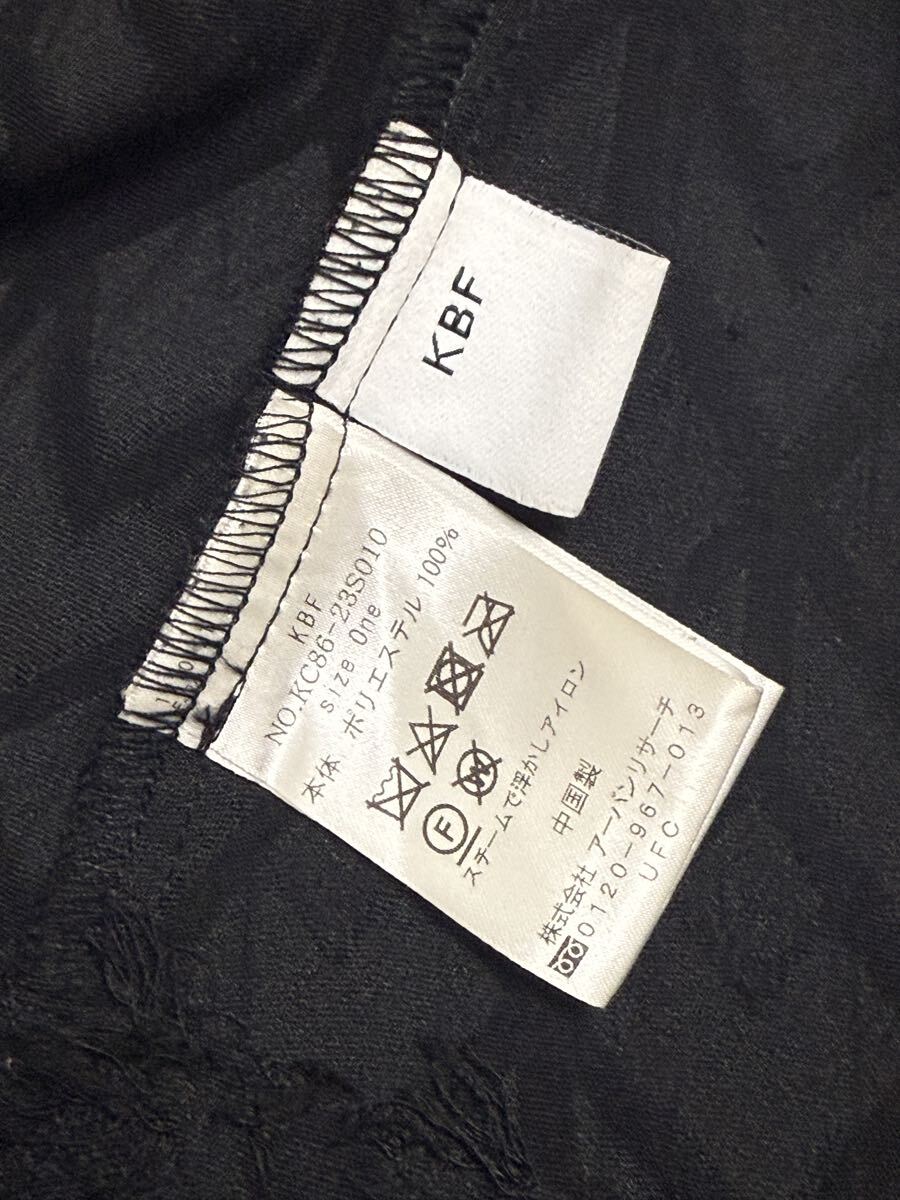 KBF
KBF
NO.KC86-23S010
size One
本体 ポリエステル 100%
F W
スチームで浮かしアイロン
中国製
株式会社 アーバンリサーチ
0120-967-013
UFC